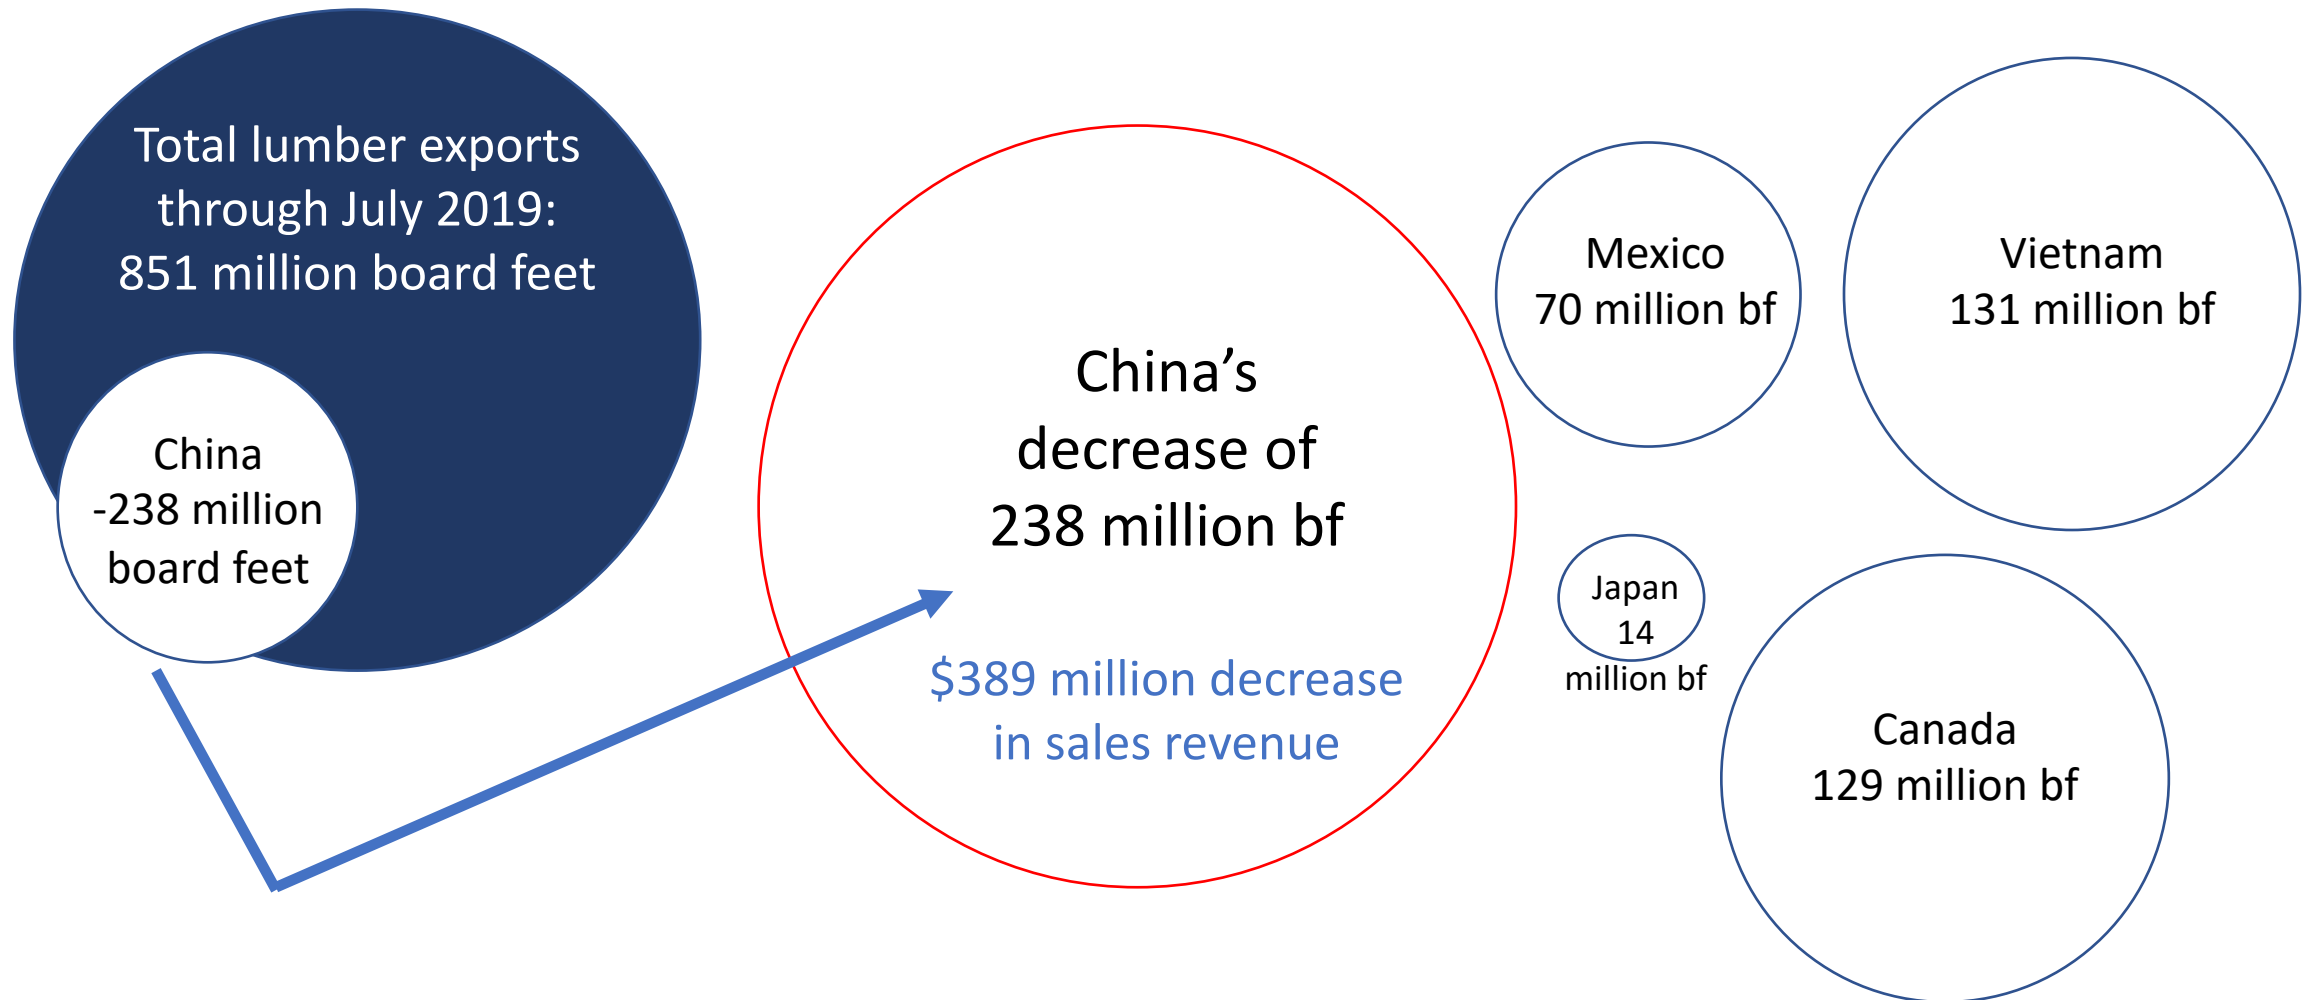 Total lumber exports
through July 2019:
851 million board feet
China
-238 million
board feet
China’s
decrease of
238 million bf
$389 million decrease
in sales revenue
Mexico
70 million bf
Vietnam
131 million bf
Japan
14
million bf
Canada
129 million bf